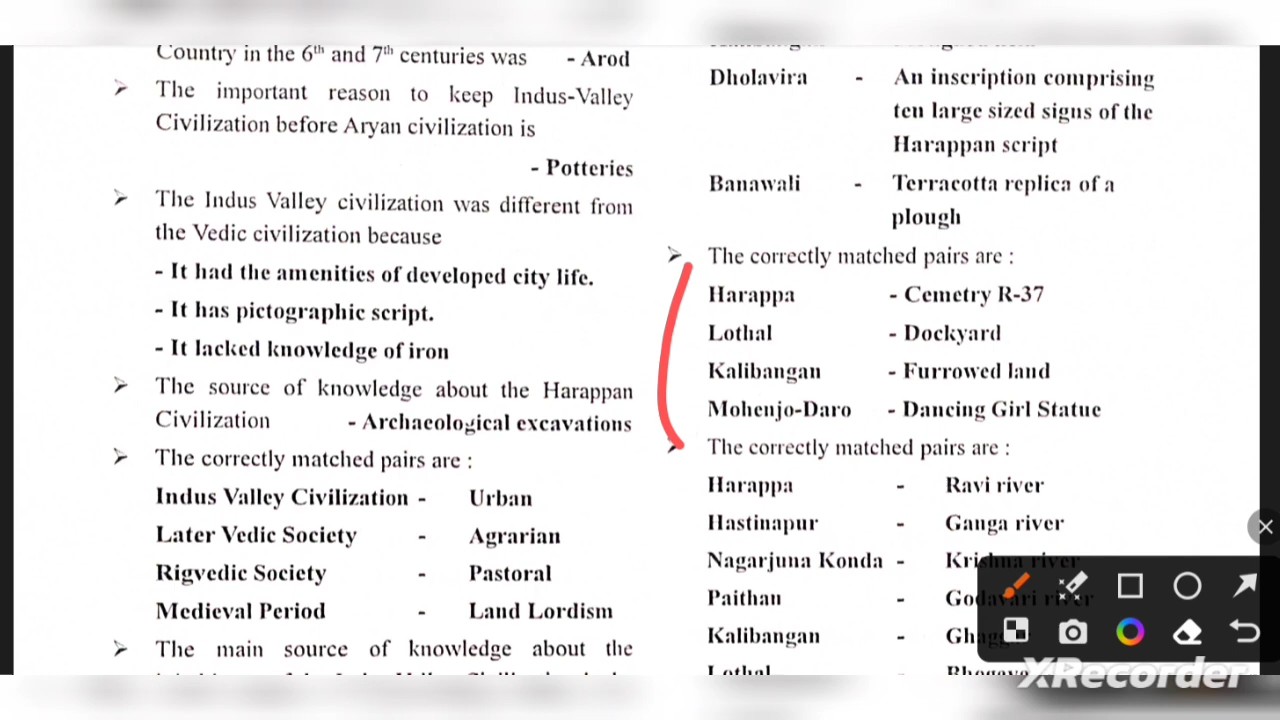 Country in the 6th and 7th centuries was - Arod
➢ The important reason to keep Indus-Valley
Civilization before Aryan civilization is
- Potteries
➢ The Indus Valley civilization was different from
the Vedic civilization because
- It had the amenities of developed city life.
- It has pictographic script.
- It lacked knowledge of iron
➢ The source of knowledge about the Harappan
Civilization - Archaeological excavations
➢ The correctly matched pairs are :
Indus Valley Civilization - Urban
Later Vedic Society - Agrarian
Rigvedic Society - Pastoral
Medieval Period - Land Lordism
➢ The main source of knowledge about the
Dholavira - An inscription comprising
ten large sized signs of the
Harappan script
Banawali - Terracotta replica of a
plough
➢ The correctly matched pairs are :
Harappa - Cemetry R-37
Lothal - Dockyard
Kalibangan - Furrowed land
Mohenjo-Daro - Dancing Girl Statue
➢ The correctly matched pairs are :
Harappa - Ravi river
Hastinapur - Ganga river
Nagarjuna Konda - Krishna river
Paithan - Godavari river
Kalibangan -
Lothal -
XRecorder